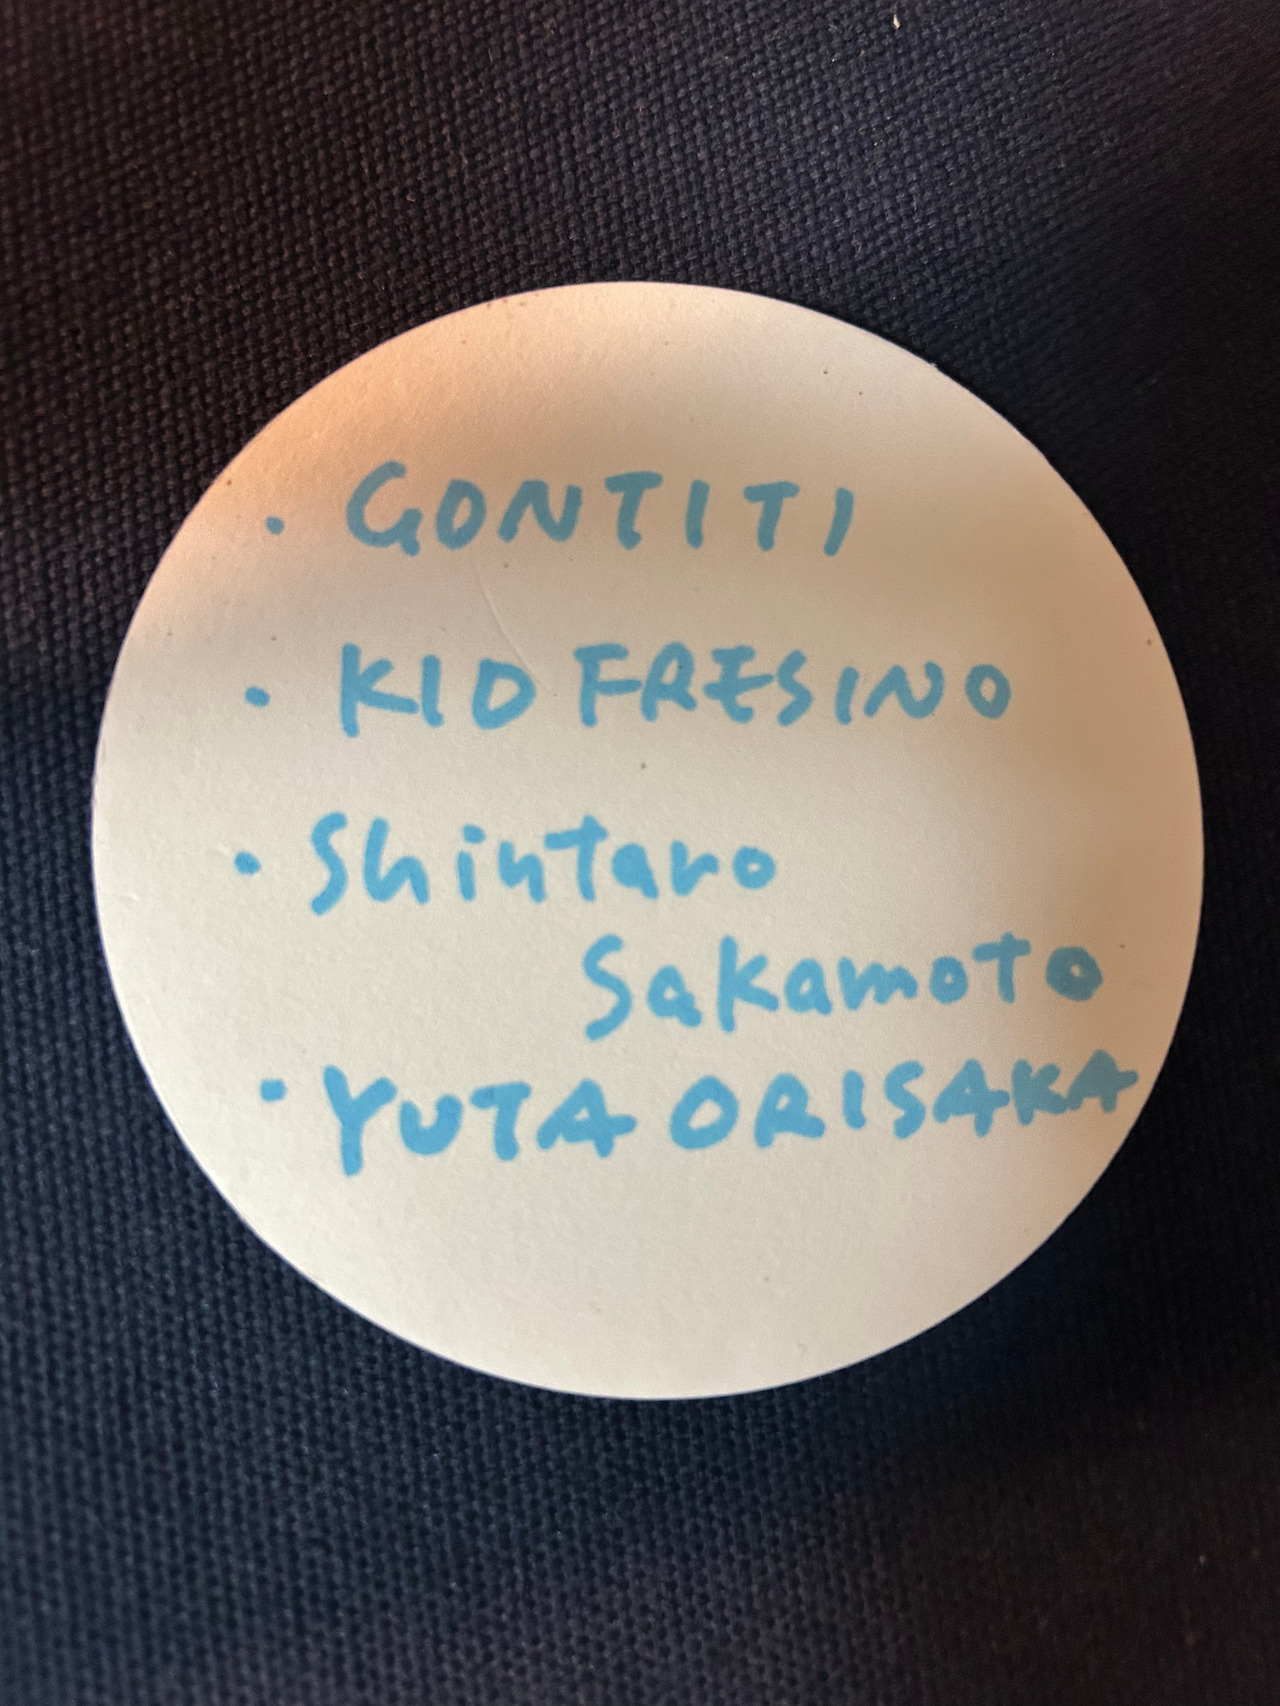 · GONTITI
· KID FRESINO
· Shintaro
Sakamoto
· YUTA ORISAKA